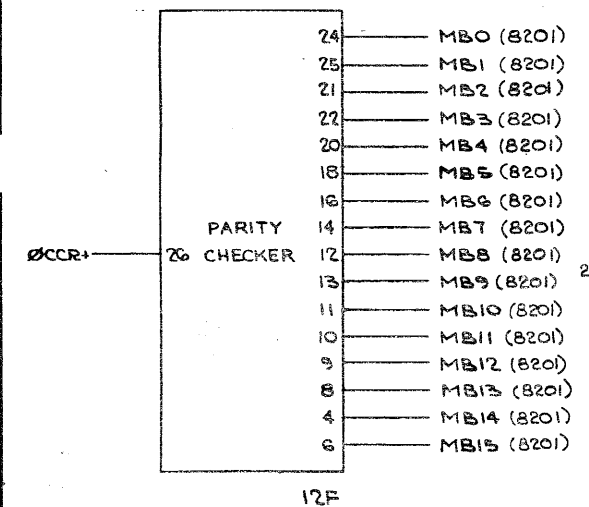 24 MB0 (8201)
25 MB1 (8201)
21 MB2 (8201)
22 MB3 (8201)
20 MB4 (8201)
18 MB5 (8201)
16 MB6 (8201)
PARITY 14 MB7 (8201)
ØCCR+ 26 CHECKER 12 MB8 (8201)
13 MB9 (8201) 2
11 MB10 (8201)
10 MB11 (8201)
9 MB12 (8201)
8 MB13 (8201)
4 MB14 (8201)
6 MB15 (8201)
12F